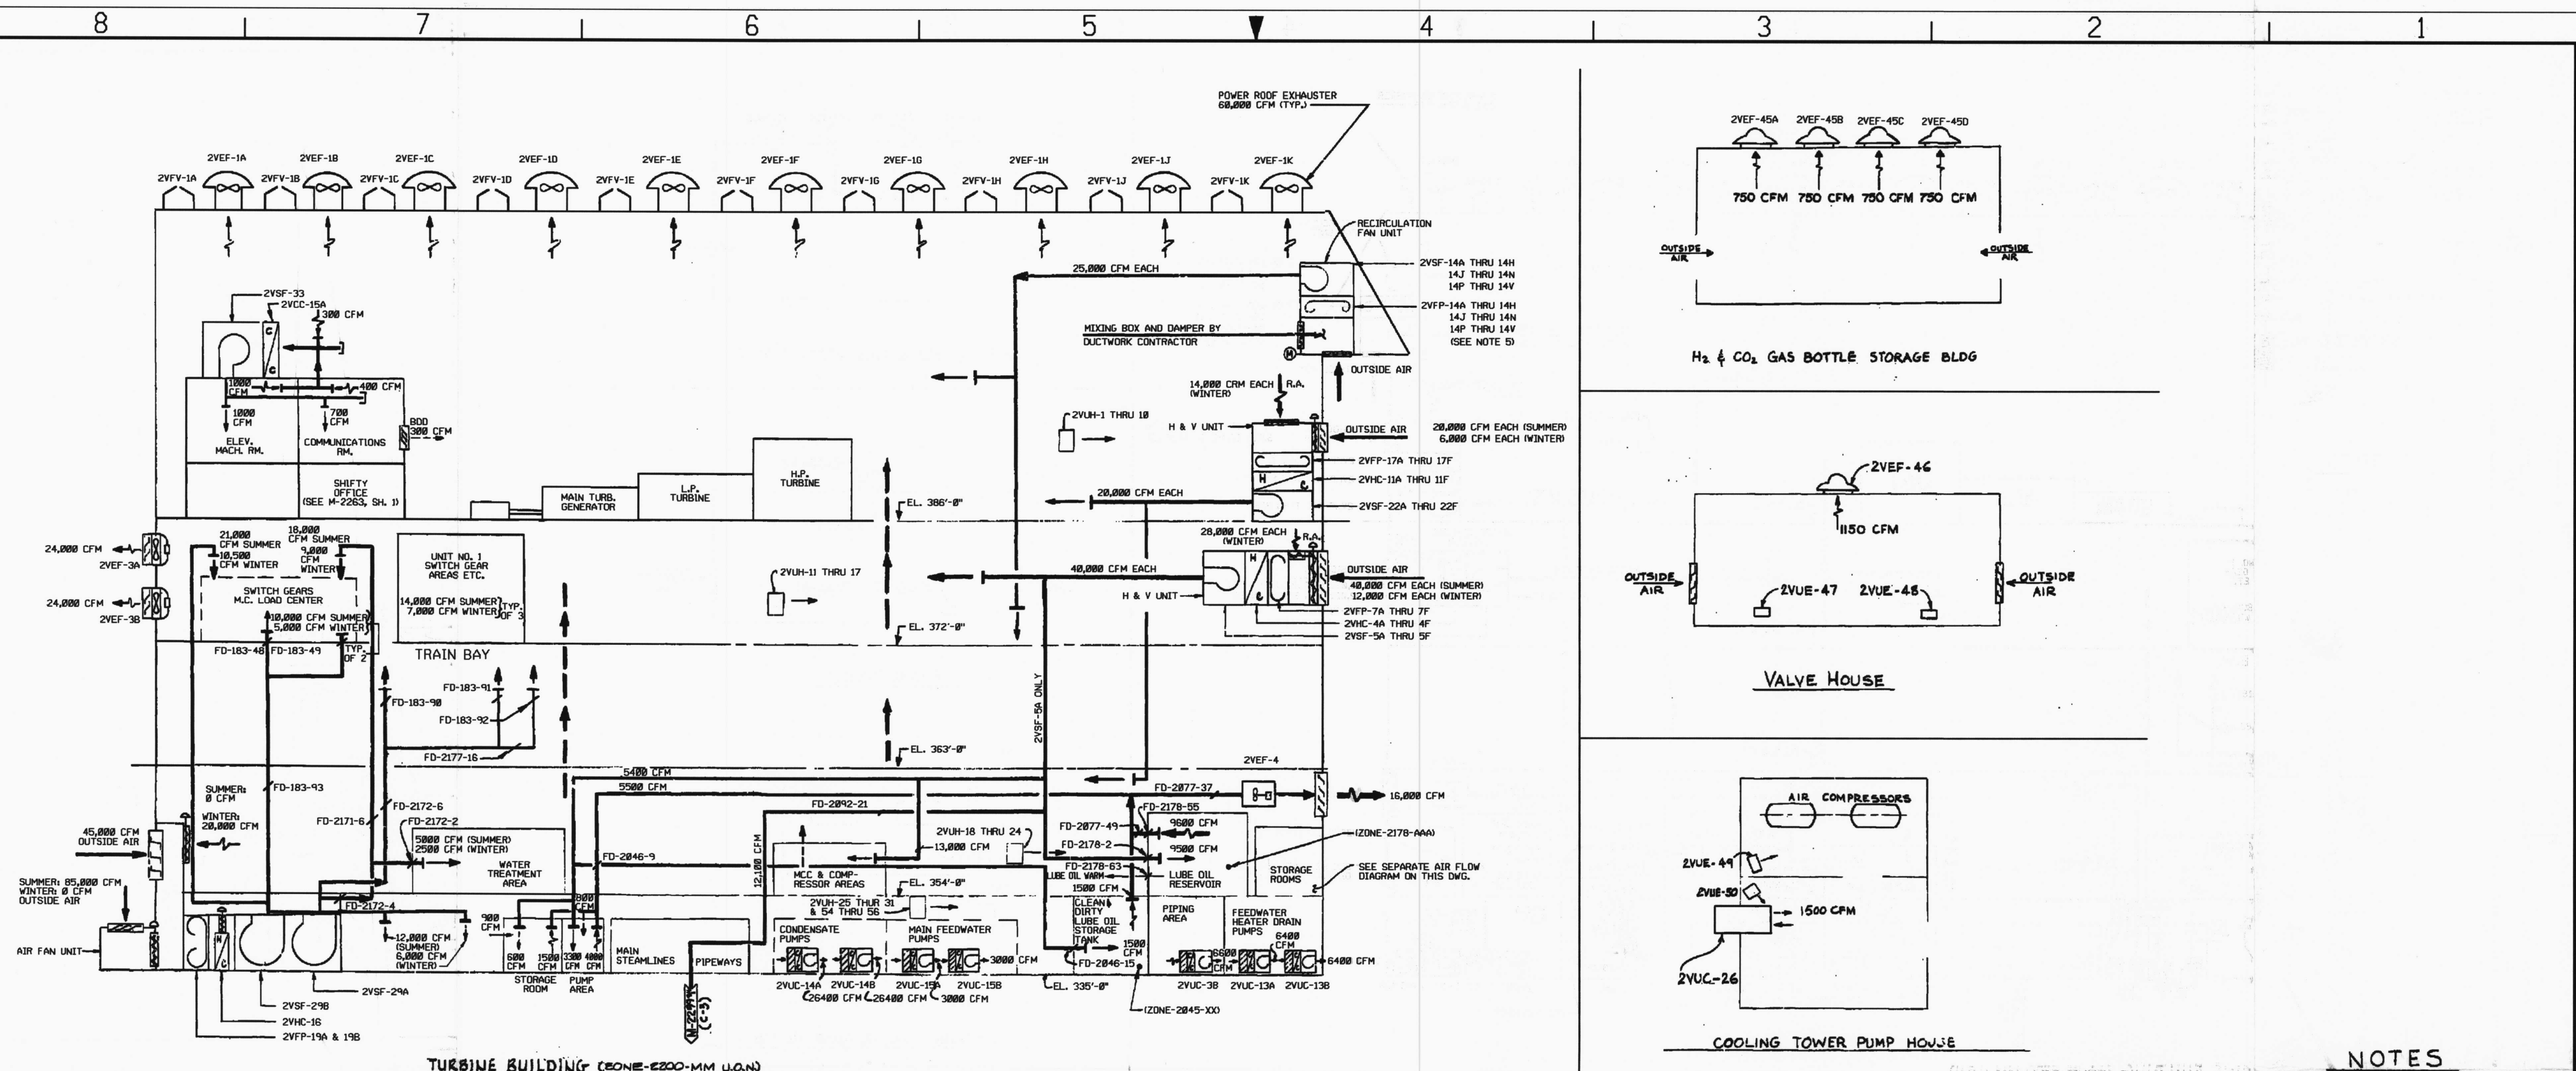 8 7 6 5 4 3 2 1
POWER ROOF EXHAUSTER
60,000 CFM (TYP.)
2VEF-1A
2VEF-1B
2VEF-1C
2VEF-1D
2VEF-1E
2VEF-1F
2VEF-1G
2VEF-1H
2VEF-1J
2VEF-1K
2VFV-1A
2VFV-1B
2VFV-1C
2VFV-1D
2VFV-1E
2VFV-1F
2VFV-1G
2VFV-1H
2VFV-1J
2VFV-1K
RECIRCULATION
FAN UNIT
25,000 CFM EACH
2VSF-14A THRU 14H
14J THRU 14N
14P THRU 14V
2VFP-14A THRU 14H
14J THRU 14N
14P THRU 14V
(SEE NOTE 5)
MIXING BOX AND DAMPER BY
DUCTWORK CONTRACTOR
M
OUTSIDE AIR
2VSF-33
2VCC-15A
300 CFM
C
C
1000
CFM
400 CFM
1000
CFM
700
CFM
BDD
300 CFM
ELEV.
MACH. RM.
COMMUNICATIONS
RM.
SHIFTY
OFFICE
(SEE M-2263, SH. 1)
14,000 CRM EACH
(WINTER)
R.A.
2VUH-1 THRU 10
H & V UNIT
OUTSIDE AIR
20,000 CFM EACH (SUMMER)
6,000 CFM EACH (WINTER)
2VFP-17A THRU 17F
H
C
2VHC-11A THRU 11F
2VSF-22A THRU 22F
20,000 CFM EACH
MAIN TURB.
GENERATOR
L.P.
TURBINE
H.P.
TURBINE
EL. 386'-0"
24,000 CFM
2VEF-3A
24,000 CFM
2VEF-3B
21,000
CFM SUMMER
10,500
CFM WINTER
18,000
CFM SUMMER
9,000
CFM
WINTER
SWITCH GEARS
M.C. LOAD CENTER
10,000 CFM SUMMER
5,000 CFM WINTER
TYP.
OF 2
FD-183-48
FD-183-49
UNIT NO. 1
SWITCH GEAR
AREAS ETC.
14,000 CFM SUMMER
7,000 CFM WINTER
TYP.
OF 3
TRAIN BAY
2VUH-11 THRU 17
28,000 CFM EACH
(WINTER)
R.A.
H
C
40,000 CFM EACH
H & V UNIT
OUTSIDE AIR
40,000 CFM EACH (SUMMER)
12,000 CFM EACH (WINTER)
2VFP-7A THRU 7F
2VHC-4A THRU 4F
2VSF-5A THRU 5F
EL. 372'-0"
FD-183-91
FD-183-90
FD-183-92
FD-2177-16
2VSF-5A ONLY
EL. 363'-0"
2VEF-4
5400 CFM
5500 CFM
FD-2077-37
16,000 CFM
SUMMER:
0 CFM
WINTER:
20,000 CFM
FD-183-93
FD-2172-6
FD-2171-6
FD-2172-2
FD-2092-21
FD-2178-55
45,000 CFM
OUTSIDE AIR
5000 CFM (SUMMER)
2500 CFM (WINTER)
WATER
TREATMENT
AREA
FD-2046-9
12,100 CFM
2VUH-18 THRU 24
13,000 CFM
FD-2077-49
9600 CFM
FD-2178-2
9500 CFM
FD-2178-63
LUBE OIL WARM
LUBE OIL
RESERVOIR
(ZONE-2178-AAA)
STORAGE
ROOMS
SEE SEPARATE AIR FLOW
DIAGRAM ON THIS DWG.
MCC & COMP-
RESSOR AREAS
EL. 354'-0"
SUMMER: 85,000 CFM
WINTER: 0 CFM
OUTSIDE AIR
FD-2172-4
AIR FAN UNIT
H
C
12,000 CFM
(SUMMER)
6,000 CFM
(WINTER)
900
CFM
800
CFM
600
CFM
1500
CFM
3300
CFM
4000
CFM
STORAGE
ROOM
PUMP
AREA
MAIN
STEAMLINES
PIPEWAYS
2VUH-25 THUR 31
& 54 THRU 56
CONDENSATE
PUMPS
MAIN FEEDWATER
PUMPS
3000 CFM
2VUC-14A
2VUC-14B
2VUC-15A
2VUC-15B
26400 CFM
26400 CFM
3000 CFM
1500 CFM
CLEAN
DIRTY
LUBE OIL
STORAGE
TANK
1500
CFM
FD-2046-15
EL. 335'-0"
(ZONE-2045-XX)
PIPING
AREA
FEEDWATER
HEATER DRAIN
PUMPS
6400
CFM
6600
CFM
6400 CFM
2VUC-3B
2VUC-13A
2VUC-13B
2VSF-29A
2VSF-29B
2VHC-16
2VFP-19A & 19B
(C-5)
TURBINE BUILDING (ZONE-2200-MM U.O.N)
2VEF-45A
2VEF-45B
2VEF-45C
2VEF-45D
750 CFM
750 CFM
750 CFM
750 CFM
OUTSIDE
AIR
OUTSIDE
AIR
H2 & CO2 GAS BOTTLE STORAGE BLDG
2VEF-46
1150 CFM
OUTSIDE
AIR
2VUE-47
2VUE-48
OUTSIDE
AIR
VALVE HOUSE
AIR COMPRESSORS
2VUE-49
2VUE-50
1500 CFM
2VUC-26
COOLING TOWER PUMP HOUSE
NOTES